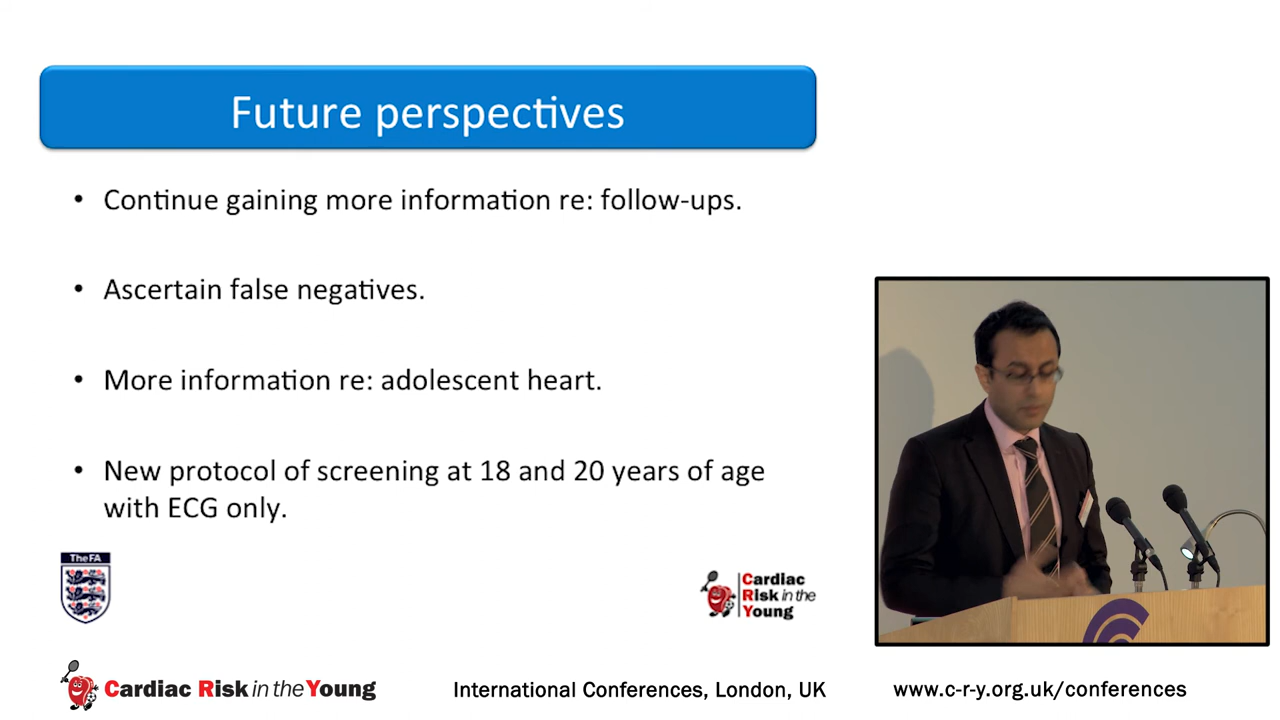 Future perspectives
• Continue gaining more information re: follow-ups.
• Ascertain false negatives.
• More information re: adolescent heart.
• New protocol of screening at 18 and 20 years of age
with ECG only.
The FA
Cardiac
Risk in the
Young
Cardiac Risk in the Young
International Conferences, London, UK
www.c-r-y.org.uk/conferences